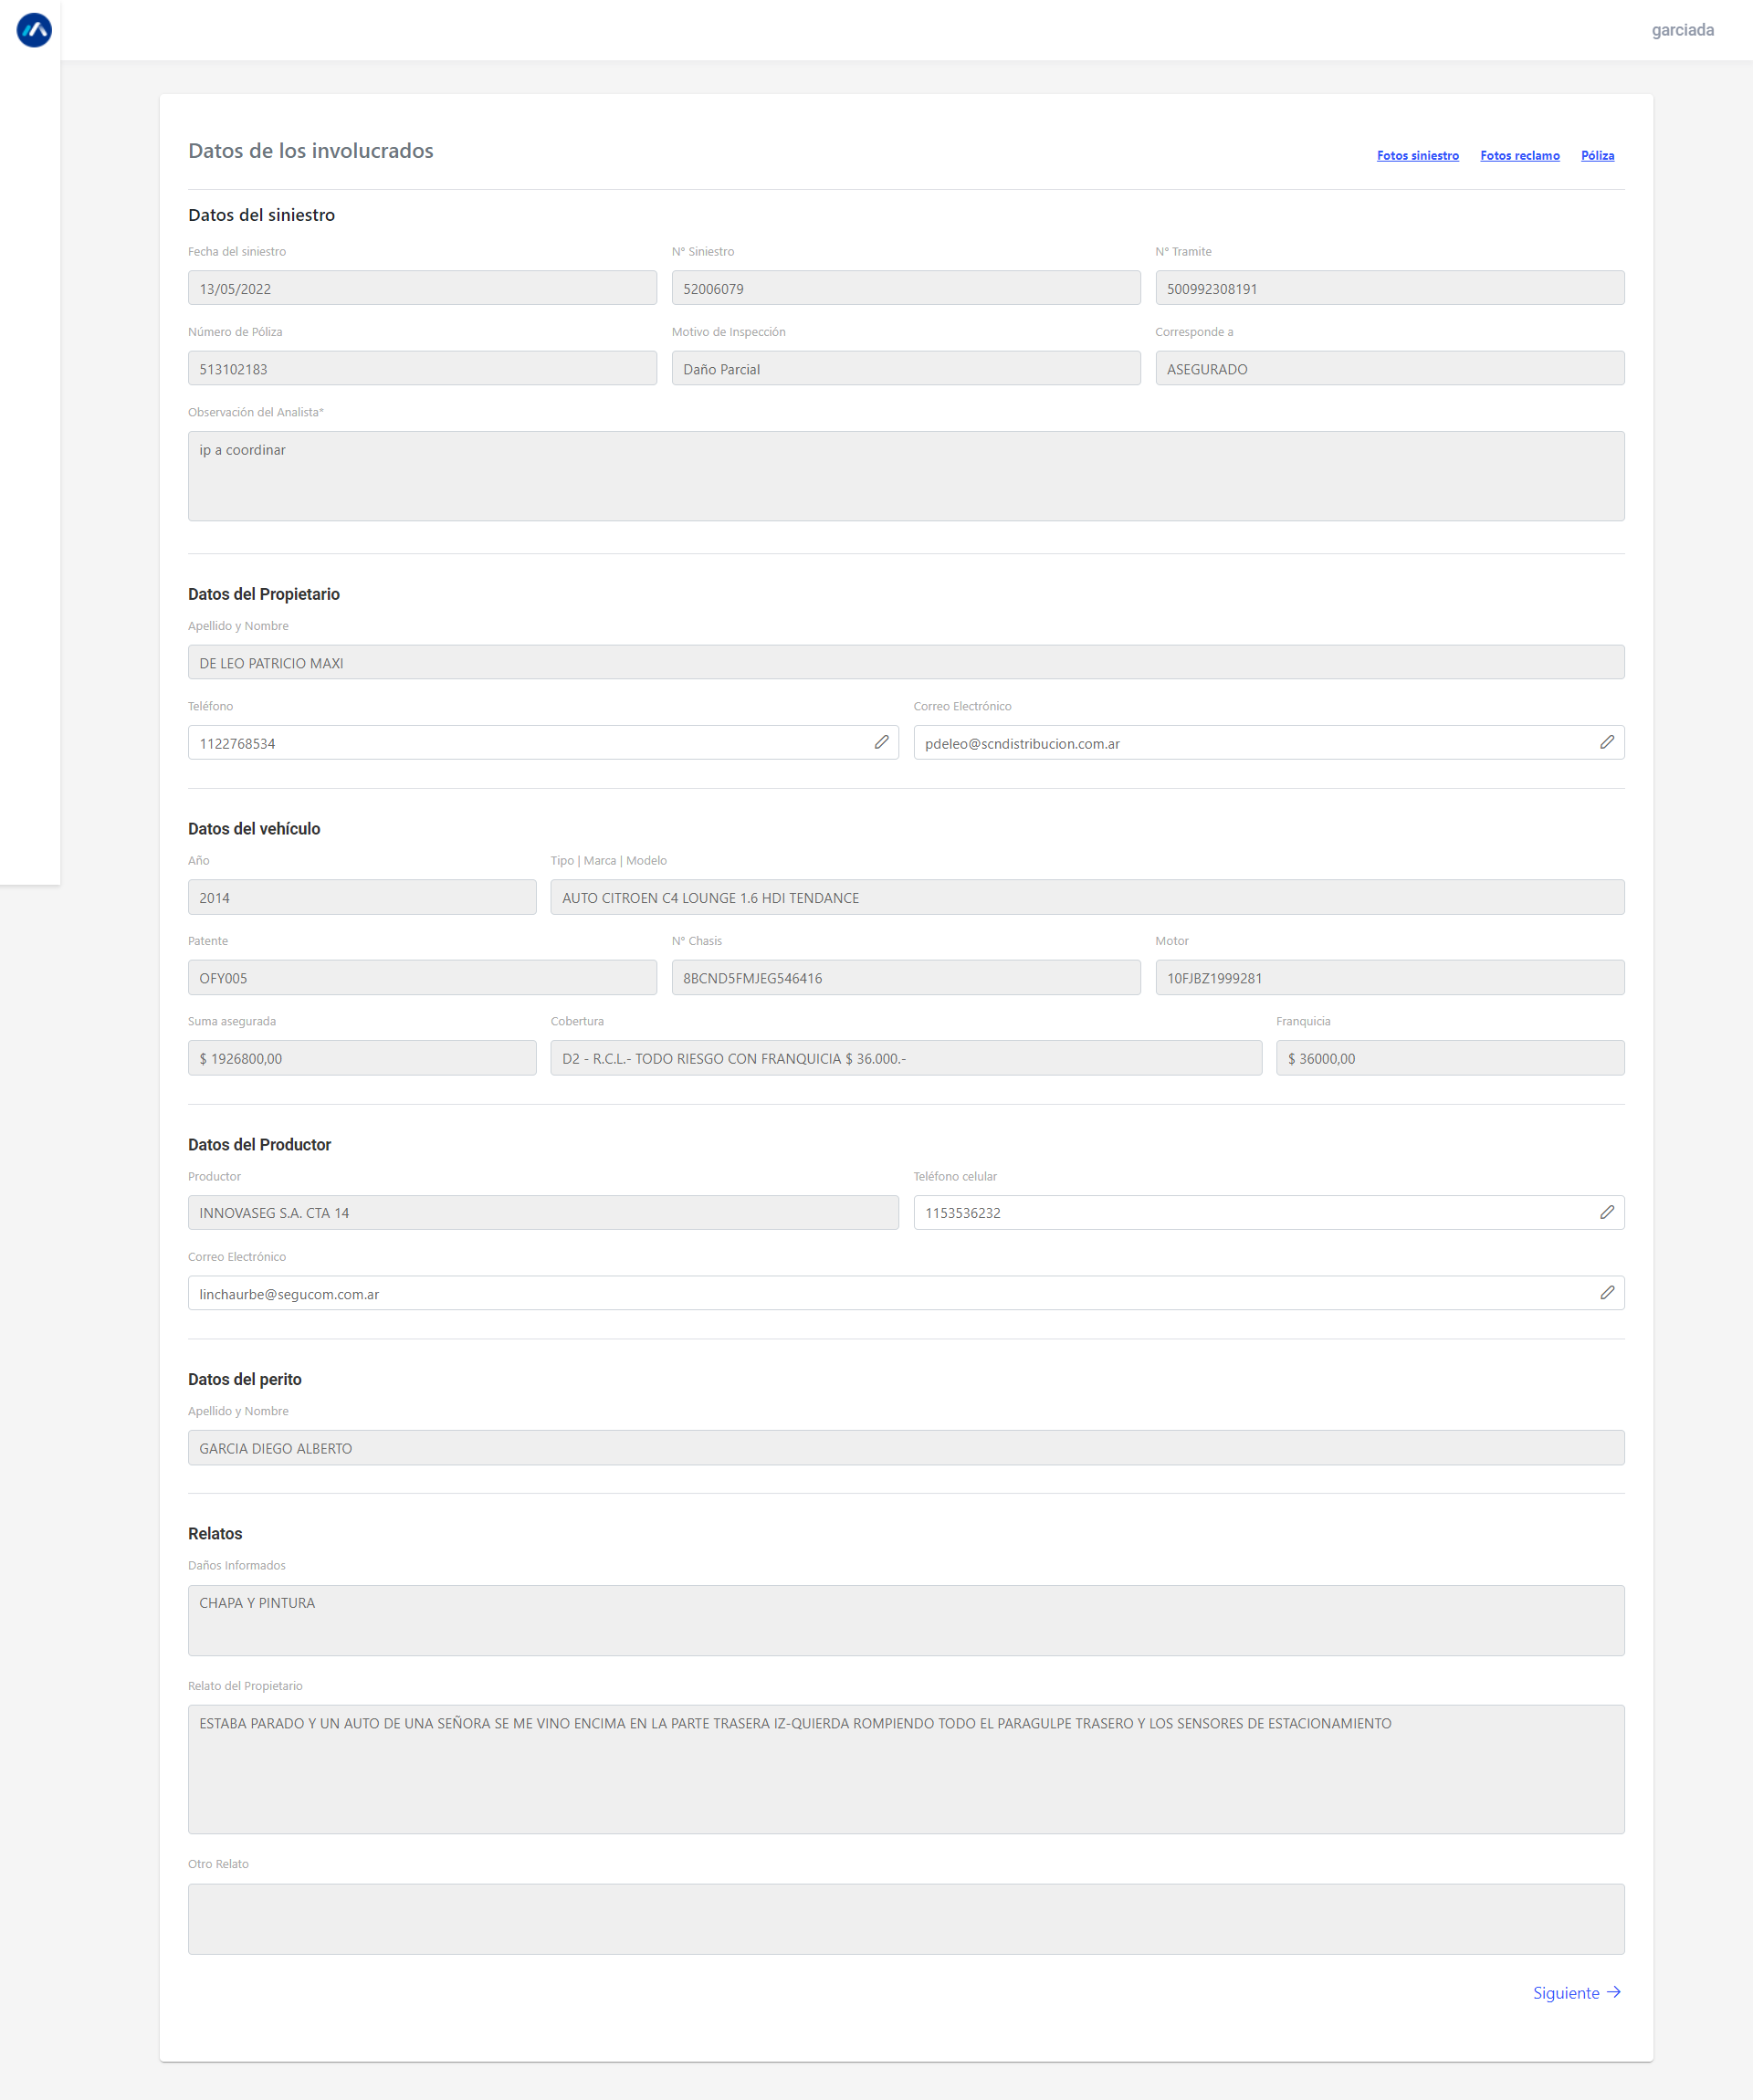 garciada
Datos de los involucrados
Fotos siniestro Fotos reclamo Póliza
Datos del siniestro
Fecha del siniestro N° Siniestro N° Tramite
13/05/2022 52006079 500992308191
Número de Póliza Motivo de Inspección Corresponde a
513102183 Daño Parcial ASEGURADO
Observación del Analista*
ip a coordinar
Datos del Propietario
Apellido y Nombre
DE LEO PATRICIO MAXI
Teléfono Correo Electrónico
1122768534 pdeleo@scndistribucion.com.ar
Datos del vehículo
Año Tipo | Marca | Modelo
2014 AUTO CITROEN C4 LOUNGE 1.6 HDI TENDANCE
Patente N° Chasis Motor
OFY005 8BCND5FMJEG546416 10FJBZ1999281
Suma asegurada Cobertura Franquicia
$ 1926800,00 D2 - R.C.L.- TODO RIESGO CON FRANQUICIA $ 36.000.- $ 36000,00
Datos del Productor
Productor Teléfono celular
INNOVASEG S.A. CTA 14 1153536232
Correo Electrónico
linchaurbe@segucom.com.ar
Datos del perito
Apellido y Nombre
GARCIA DIEGO ALBERTO
Relatos
Daños Informados
CHAPA Y PINTURA
Relato del Propietario
ESTABA PARADO Y UN AUTO DE UNA SEÑORA SE ME VINO ENCIMA EN LA PARTE TRASERA IZ-QUIERDA ROMPIENDO TODO EL PARAGULPE TRASERO Y LOS SENSORES DE ESTACIONAMIENTO
Otro Relato
Siguiente →